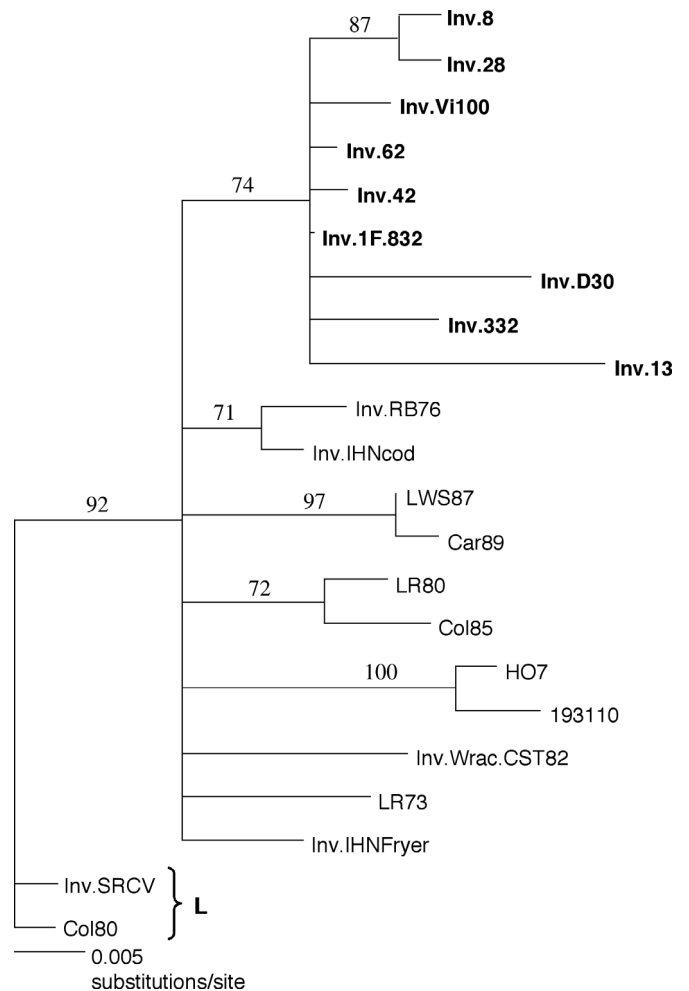 87
Inv.8
Inv.28
Inv.Vi100
Inv.62
74
Inv.42
Inv.1F.832
Inv.D30
Inv.332
Inv.13
71
Inv.RB76
Inv.IHNcod
92
97
LWS87
Car89
72
LR80
Col85
100
HO7
193110
Inv.Wrac.CST82
LR73
Inv.IHNFryer
Inv.SRCV
L
Col80
0.005
substitutions/site